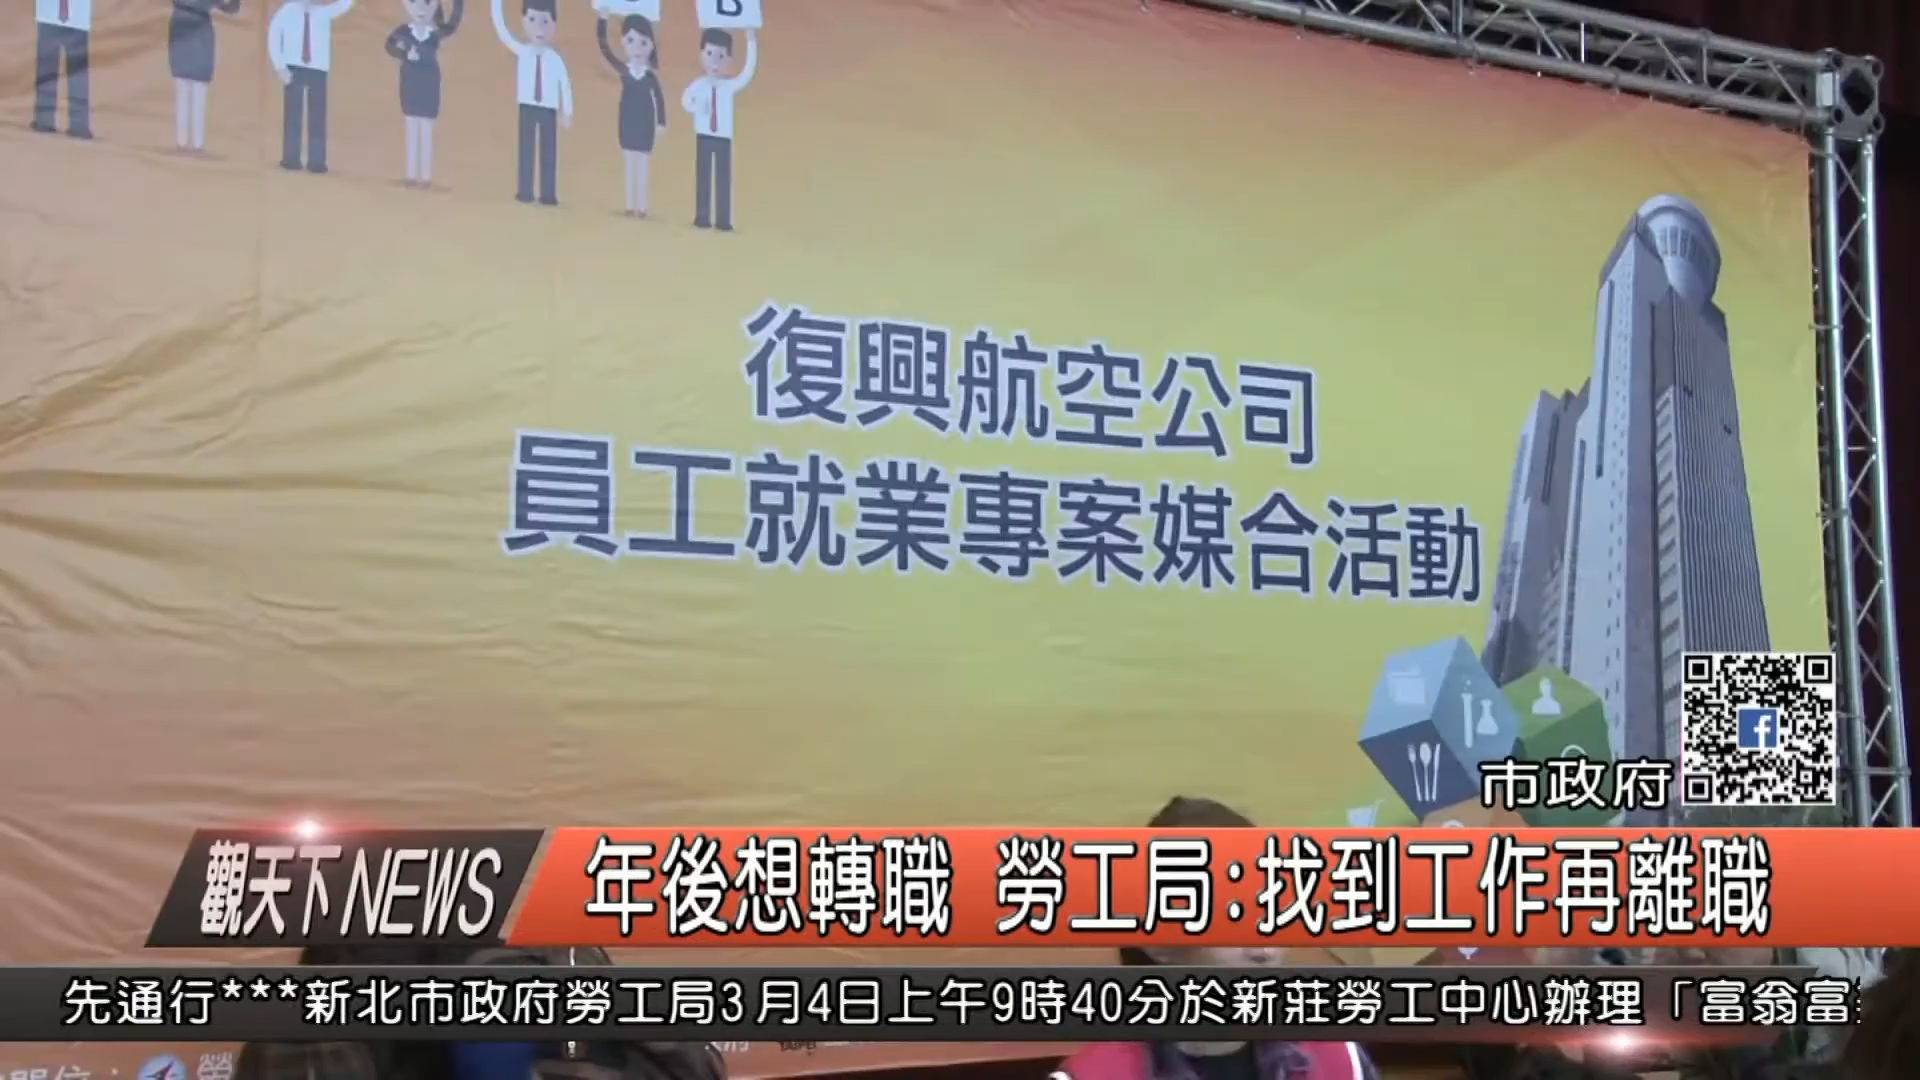 B
復興航空公司
員工就業專案媒合活動
市政府
觀天下NEWS
年後想轉職 勞工局:找到工作再離職
先通行***新北市政府勞工局3月4日上午9時40分於新莊勞工中心辦理「富翁富